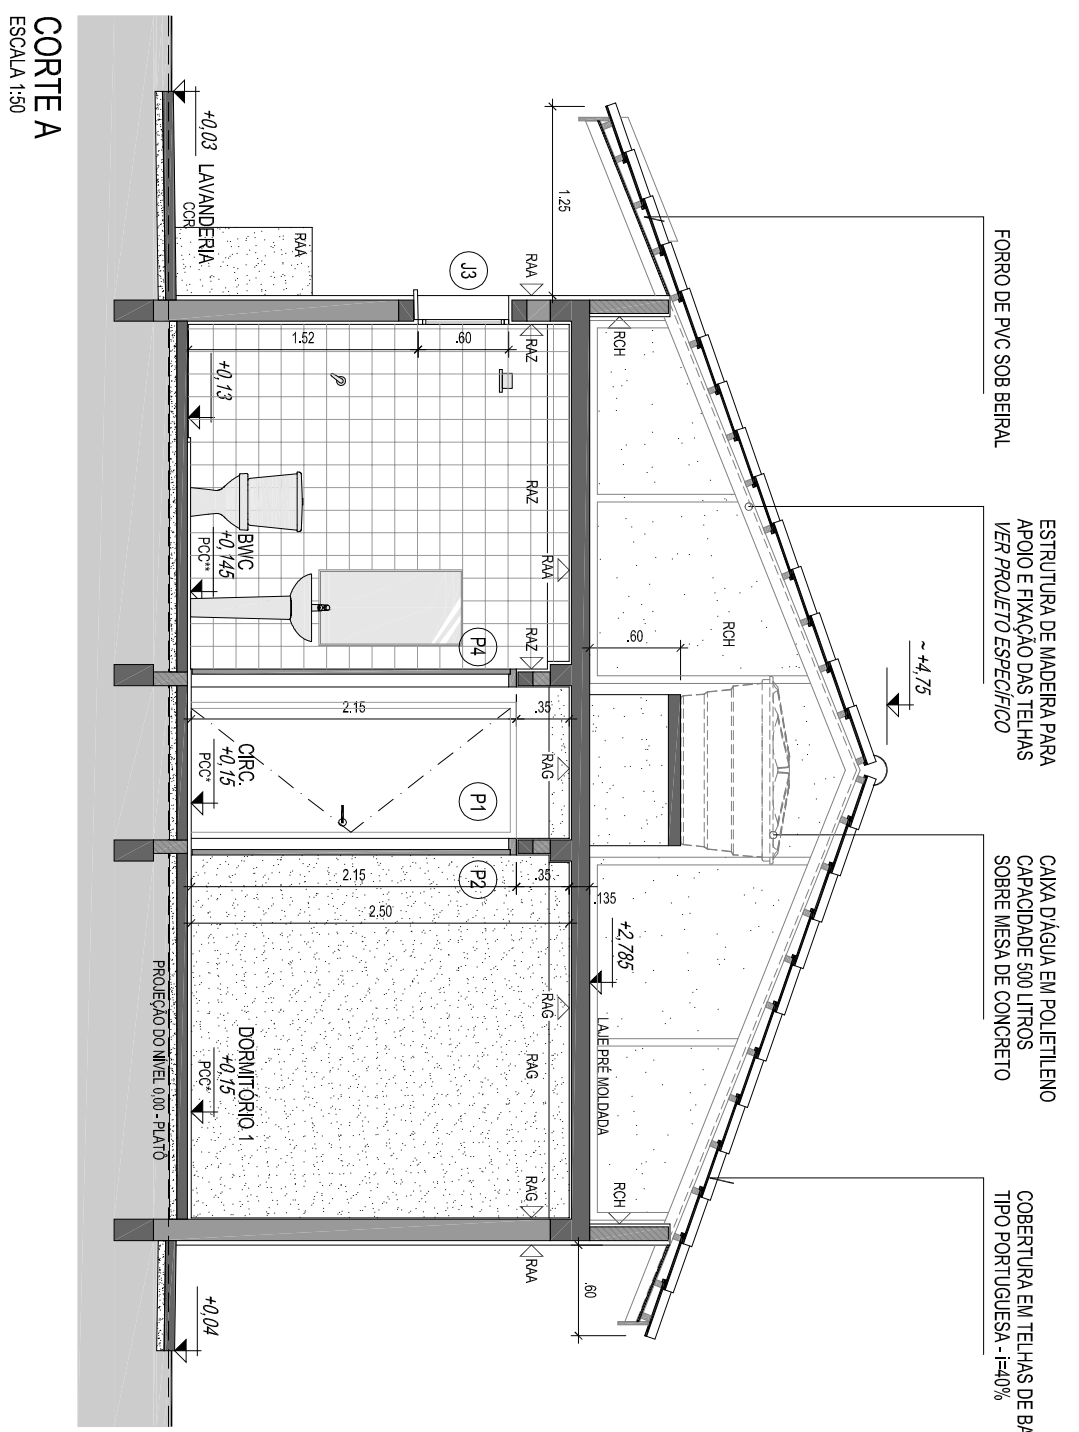 FORRO DE PVC SOB BEIRAL
ESTRUTURA DE MADEIRA PARA
APOIO E FIXAÇÃO DAS TELHAS
VER PROJETO ESPECÍFICO
CAIXA D'ÁGUA EM POLIETILENO
CAPACIDADE 500 LITROS
SOBRE MESA DE CONCRETO
COBERTURA EM TELHAS DE BA
TIPO PORTUGUESA - i=40%
~ +4,75
1.25
RCH
RCH
.60
.135
+2,785
LAJE PRÉ MOLDADA
RCH
.60
RAA
RAZ
RAZ
RAA
RAZ
RAG
RAG
RAG
RAG
RAA
J3
P4
P1
P2
1.52
.60
2.15
.35
2.15
.35
2.50
RAA
+0,03
LAVANDERIA
CCR
+0,13
BWC
+0,145
PCC**
CIRC.
+0,15
PCC*
DORMITÓRIO 1
+0,15
PCC*
PROJEÇÃO DO NÍVEL 0,00 - PLATÔ
+0,04
CORTE A
ESCALA 1:50